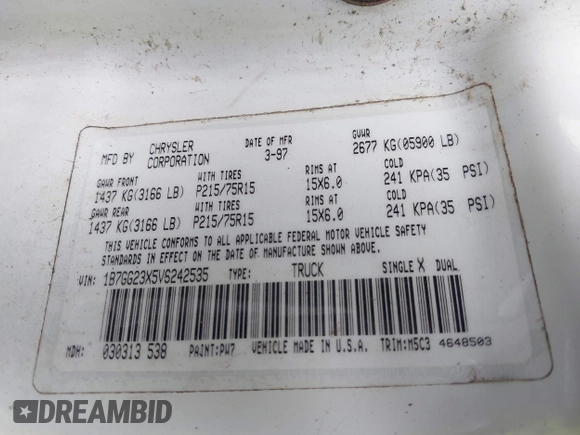 MFD BY CHRYSLER CORPORATION DATE OF MFR 3-97 GVWR 2677 KG(05900 LB)
GAWR FRONT WITH TIRES RIMS AT COLD
1437 KG(3166 LB) P215/75R15 15X6.0 241 KPA(35 PSI)
GAWR REAR WITH TIRES RIMS AT COLD
1437 KG(3166 LB) P215/75R15 15X6.0 241 KPA(35 PSI)
THIS VEHICLE CONFORMS TO ALL APPLICABLE FEDERAL MOTOR VEHICLE SAFETY
STANDARDS IN EFFECT ON THE DATE OF MANUFACTURE SHOWN ABOVE.
VIN: 1B7GG23X5VS242535 TYPE: TRUCK SINGLE X DUAL
MDH: 030313 538 PAINT:PW7 VEHICLE MADE IN U.S.A. TRIM:M5C3 4648503
DREAMBID